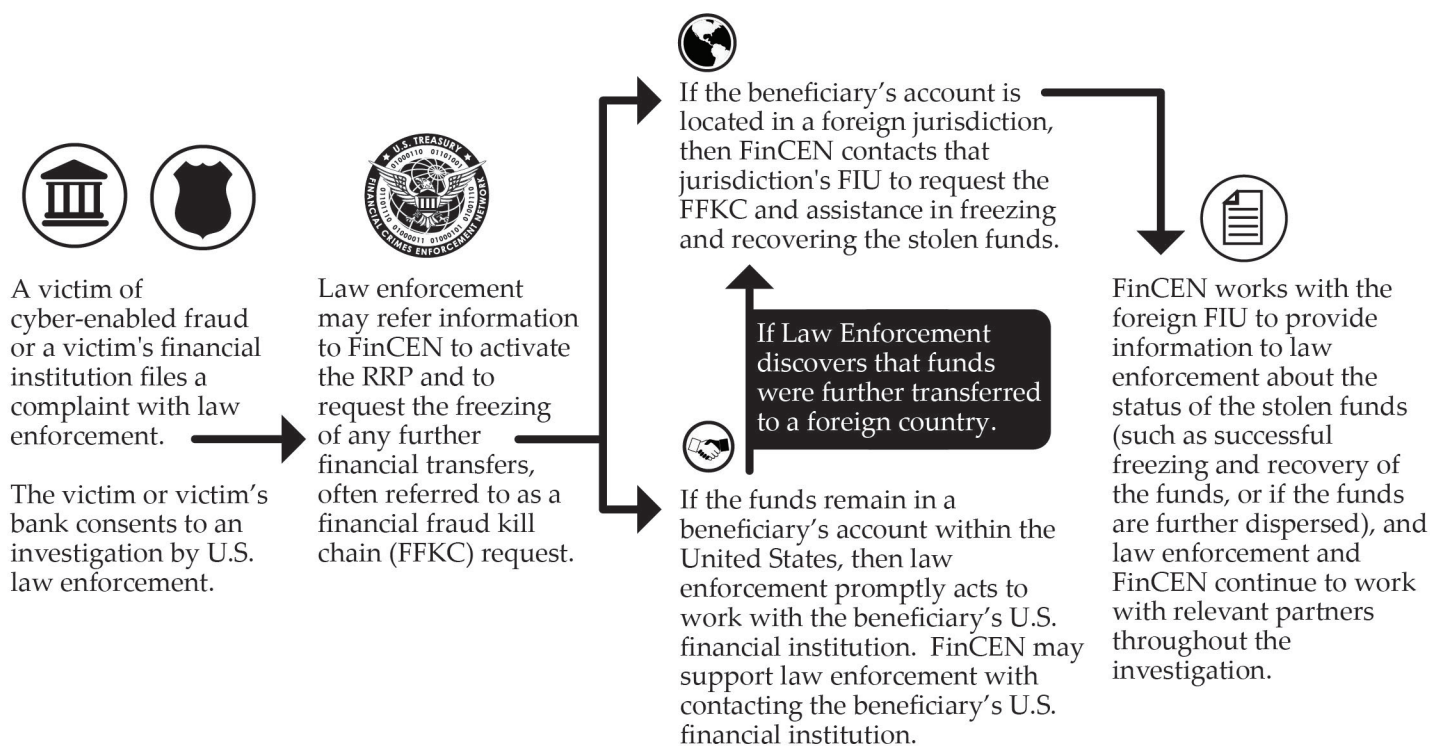 A victim of
cyber-enabled fraud
or a victim's financial
institution files a
complaint with law
enforcement.
The victim or victim’s
bank consents to an
investigation by U.S.
law enforcement.
U.S. TREASURY
FINANCIAL CRIMES ENFORCEMENT NETWORK
Law enforcement
may refer information
to FinCEN to activate
the RRP and to
request the freezing
of any further
financial transfers,
often referred to as a
financial fraud kill
chain (FFKC) request.
If the beneficiary’s account is
located in a foreign jurisdiction,
then FinCEN contacts that
jurisdiction's FIU to request the
FFKC and assistance in freezing
and recovering the stolen funds.
If Law Enforcement
discovers that funds
were further transferred
to a foreign country.
If the funds remain in a
beneficiary’s account within the
United States, then law
enforcement promptly acts to
work with the beneficiary’s U.S.
financial institution.  FinCEN may
support law enforcement with
contacting the beneficiary’s U.S.
financial institution.
FinCEN works with the
foreign FIU to provide
information to law
enforcement about the
status of the stolen funds
(such as successful
freezing and recovery of
the funds, or if the funds
are further dispersed), and
law enforcement and
FinCEN continue to work
with relevant partners
throughout the
investigation.